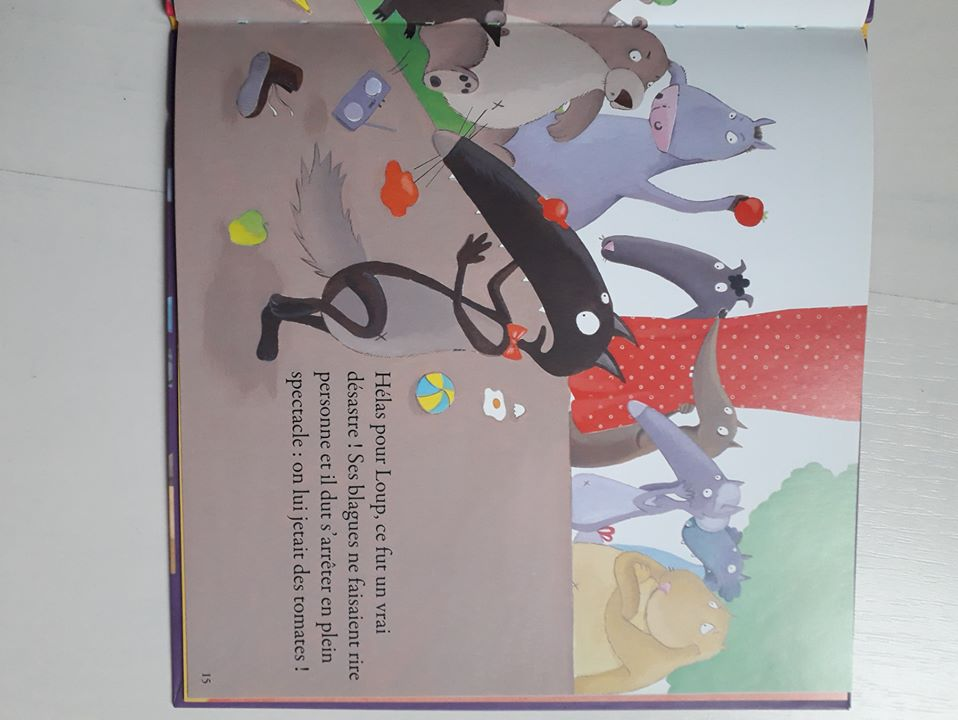 Hélas pour Loup, ce fut un vrai
désastre ! Ses blagues ne faisaient rire
personne et il dut s'arrêter en plein
spectacle : on lui jetait des tomates !
15